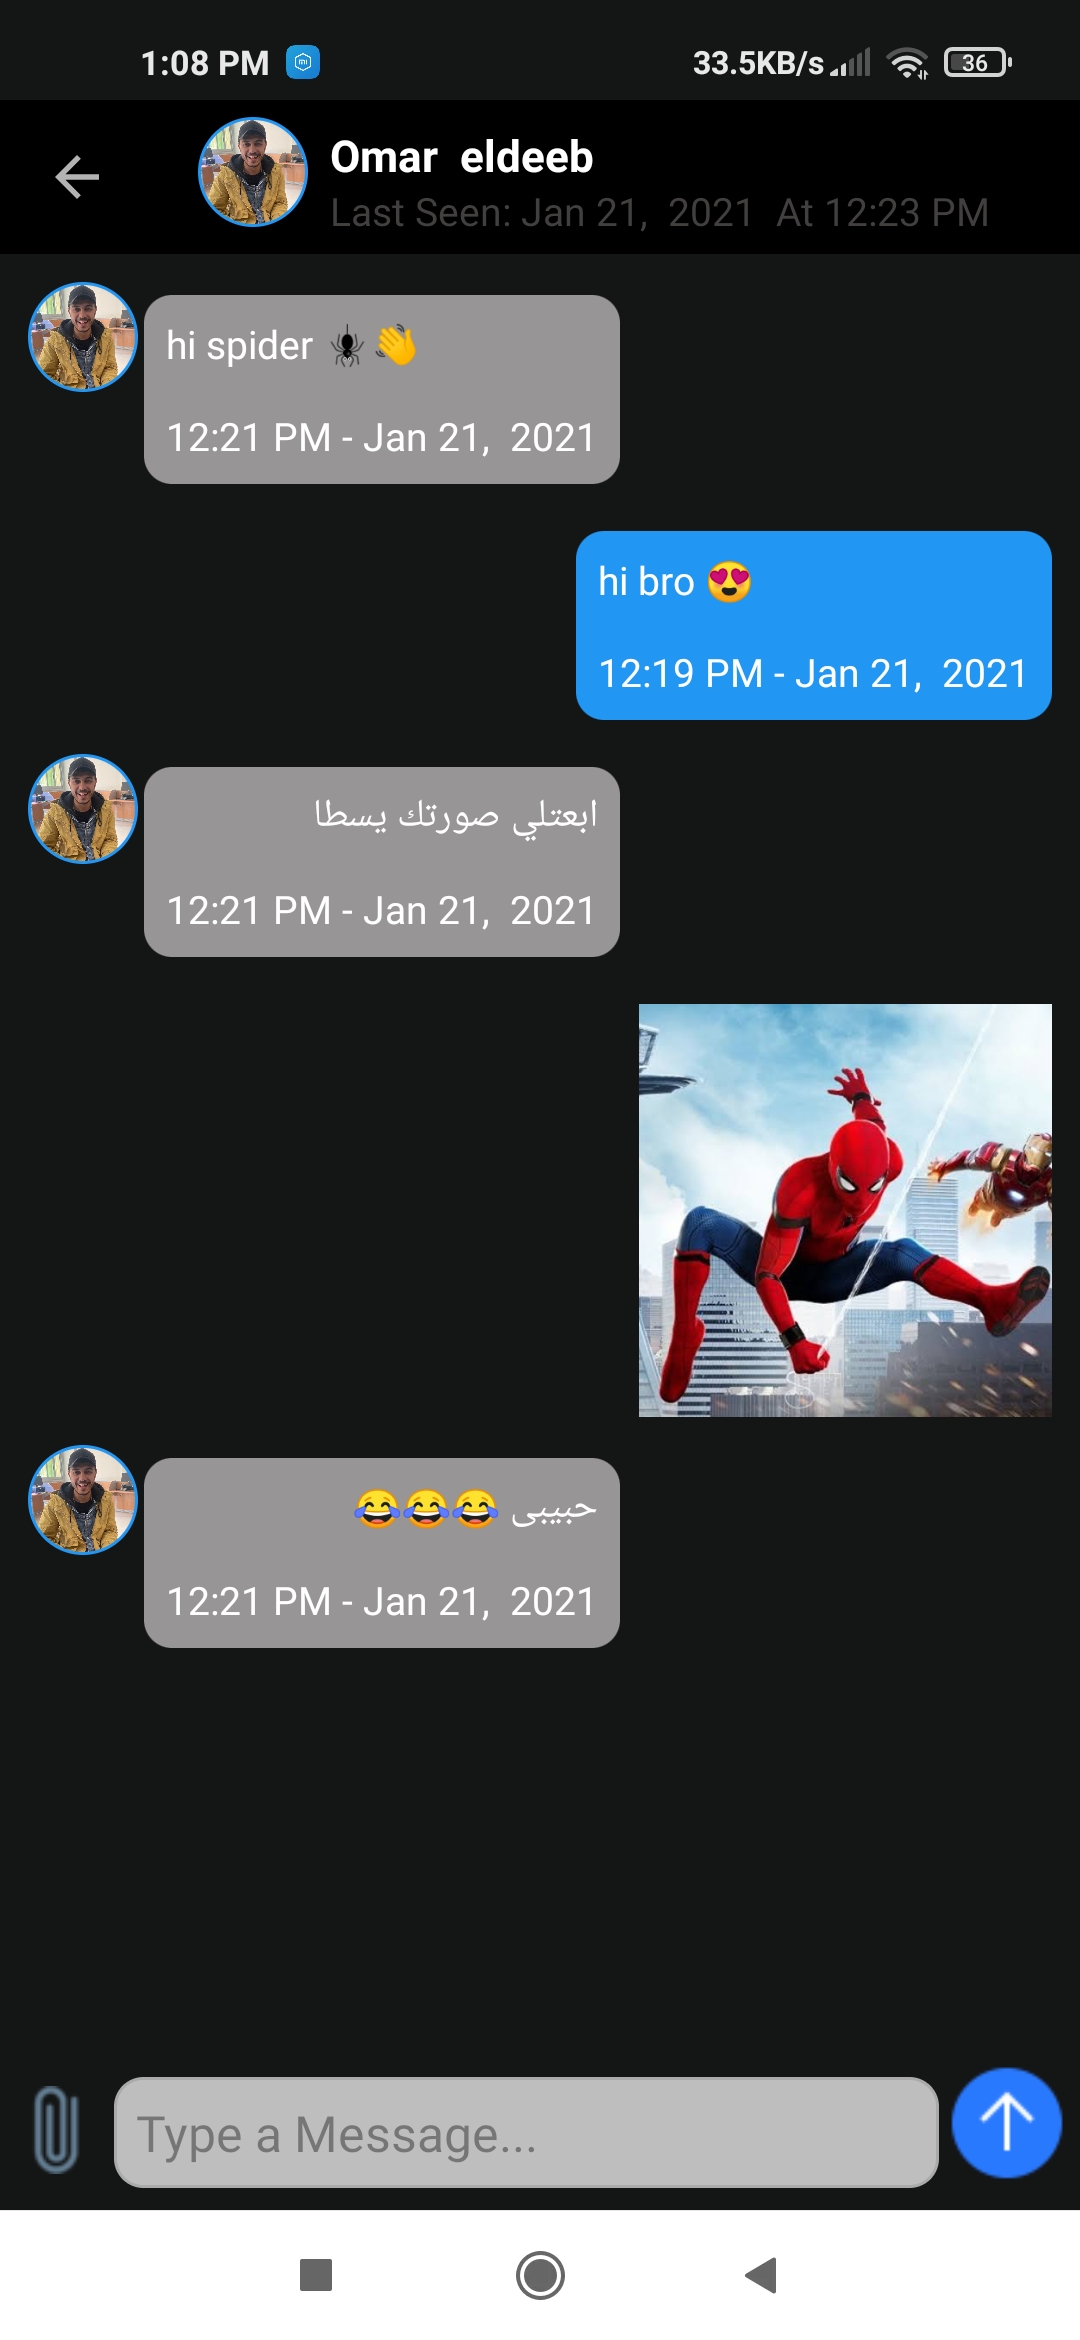 1:08 PM 33.5KB/s 36
Omar eldeeb
Last Seen: Jan 21, 2021 At 12:23 PM
hi spider 🕷️👋
12:21 PM - Jan 21, 2021
hi bro 😍
12:19 PM - Jan 21, 2021
ابعتلي صورتك يسطا
12:21 PM - Jan 21, 2021
حبيبى 😂😂😂
12:21 PM - Jan 21, 2021
Type a Message...